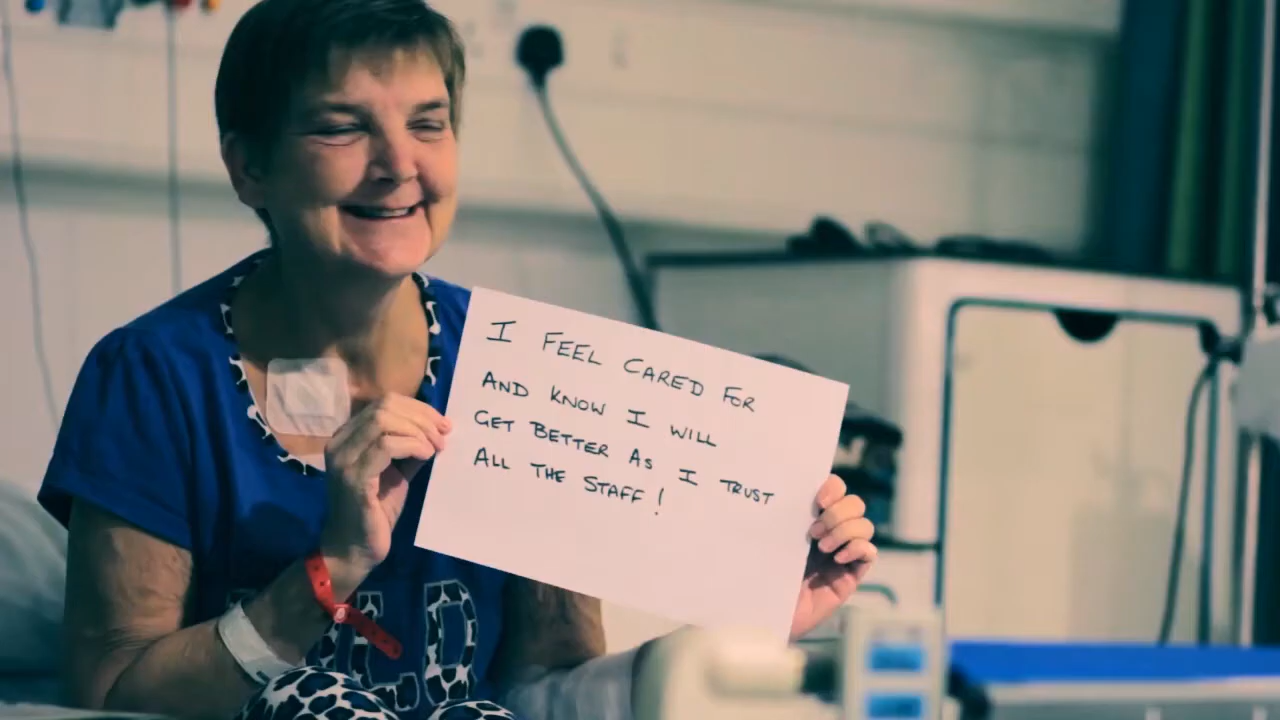 I FEEL CARED FOR
AND KNOW I WILL
GET BETTER AS I TRUST
ALL THE STAFF!